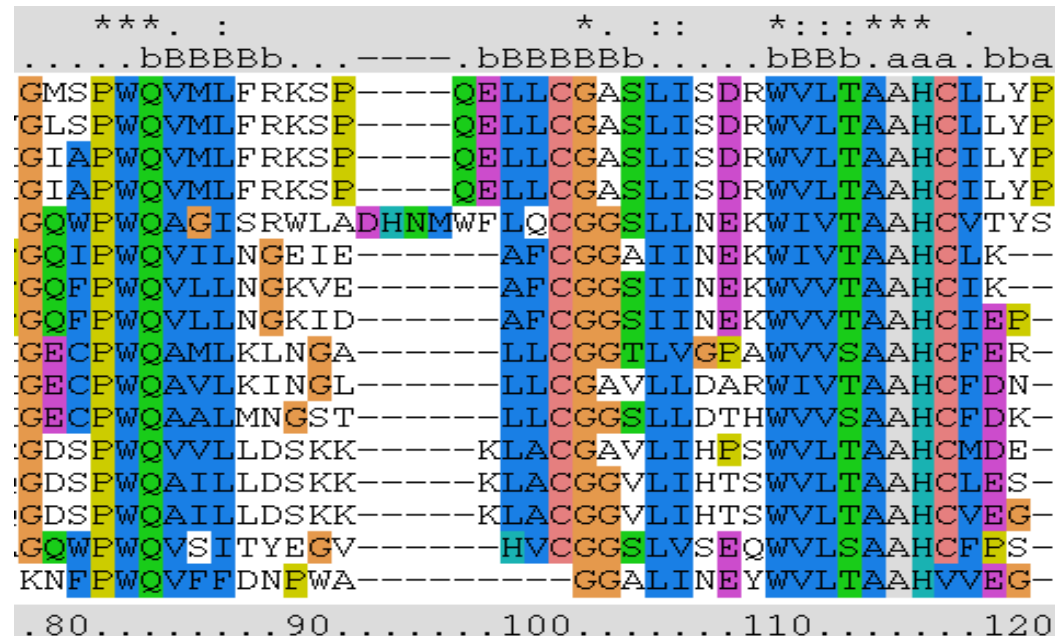 ***. : *. :: *:::*** .
.....bBBBBb...----.bBBBBBb.....bBBb.aaa.bba
GMSPWQVMLFRKSP----QELLCGASLISDRWVLTAAHCLLYP
GLSPWQVMLFRKSP----QELLCGASLISDRWVLTAAHCLLYP
GIAPWQVMLFRKSP----QELLCGASLISDRWVLTAAHCILYP
GIAPWQVMLFRKSP----QELLCGASLISDRWVLTAAHCILYP
GQWPWQAGISRWLADHNMWFLQCGGSLLNEKWIVTAAHCVTYS
GQIPWQVILNGEIE------AFCGGAIINEKWIVTAAHCLK--
GQFPWQVLLNGKVE------AFCGGSIINEKWIVTAAHCIK--
GQFPWQVLLNGKID------AFCGGSIINEKWVVTAAHCIEP-
GECPWQAMLKLNGA------LLCGGTLVGPAWVVSAAHCFER-
GECPWQAVLKINGL------LLCGAVLLDARWIVTAAHCFDN-
GECPWQAALMNGST------LLCGGSLLDTHWVVSAAHCFDK-
GDSPWQVVLLDSKK-----KLACGAVLIHPSWVLTAAHCMDE-
GDSPWQAILLDSKK-----KLACGGVLIHTSWVLTAAHCLES-
GDSPWQAILLDSKK-----KLACGGVLIHTSWVLTAAHCVEG-
GQWPWQVSITYEGV------HVCGGSLVSEQWVLSAAHCFPS-
KNFPWQVFFDNPWA---------GGALINEYWVLTAAHVVEG-
.80........90.......100.......110.......120